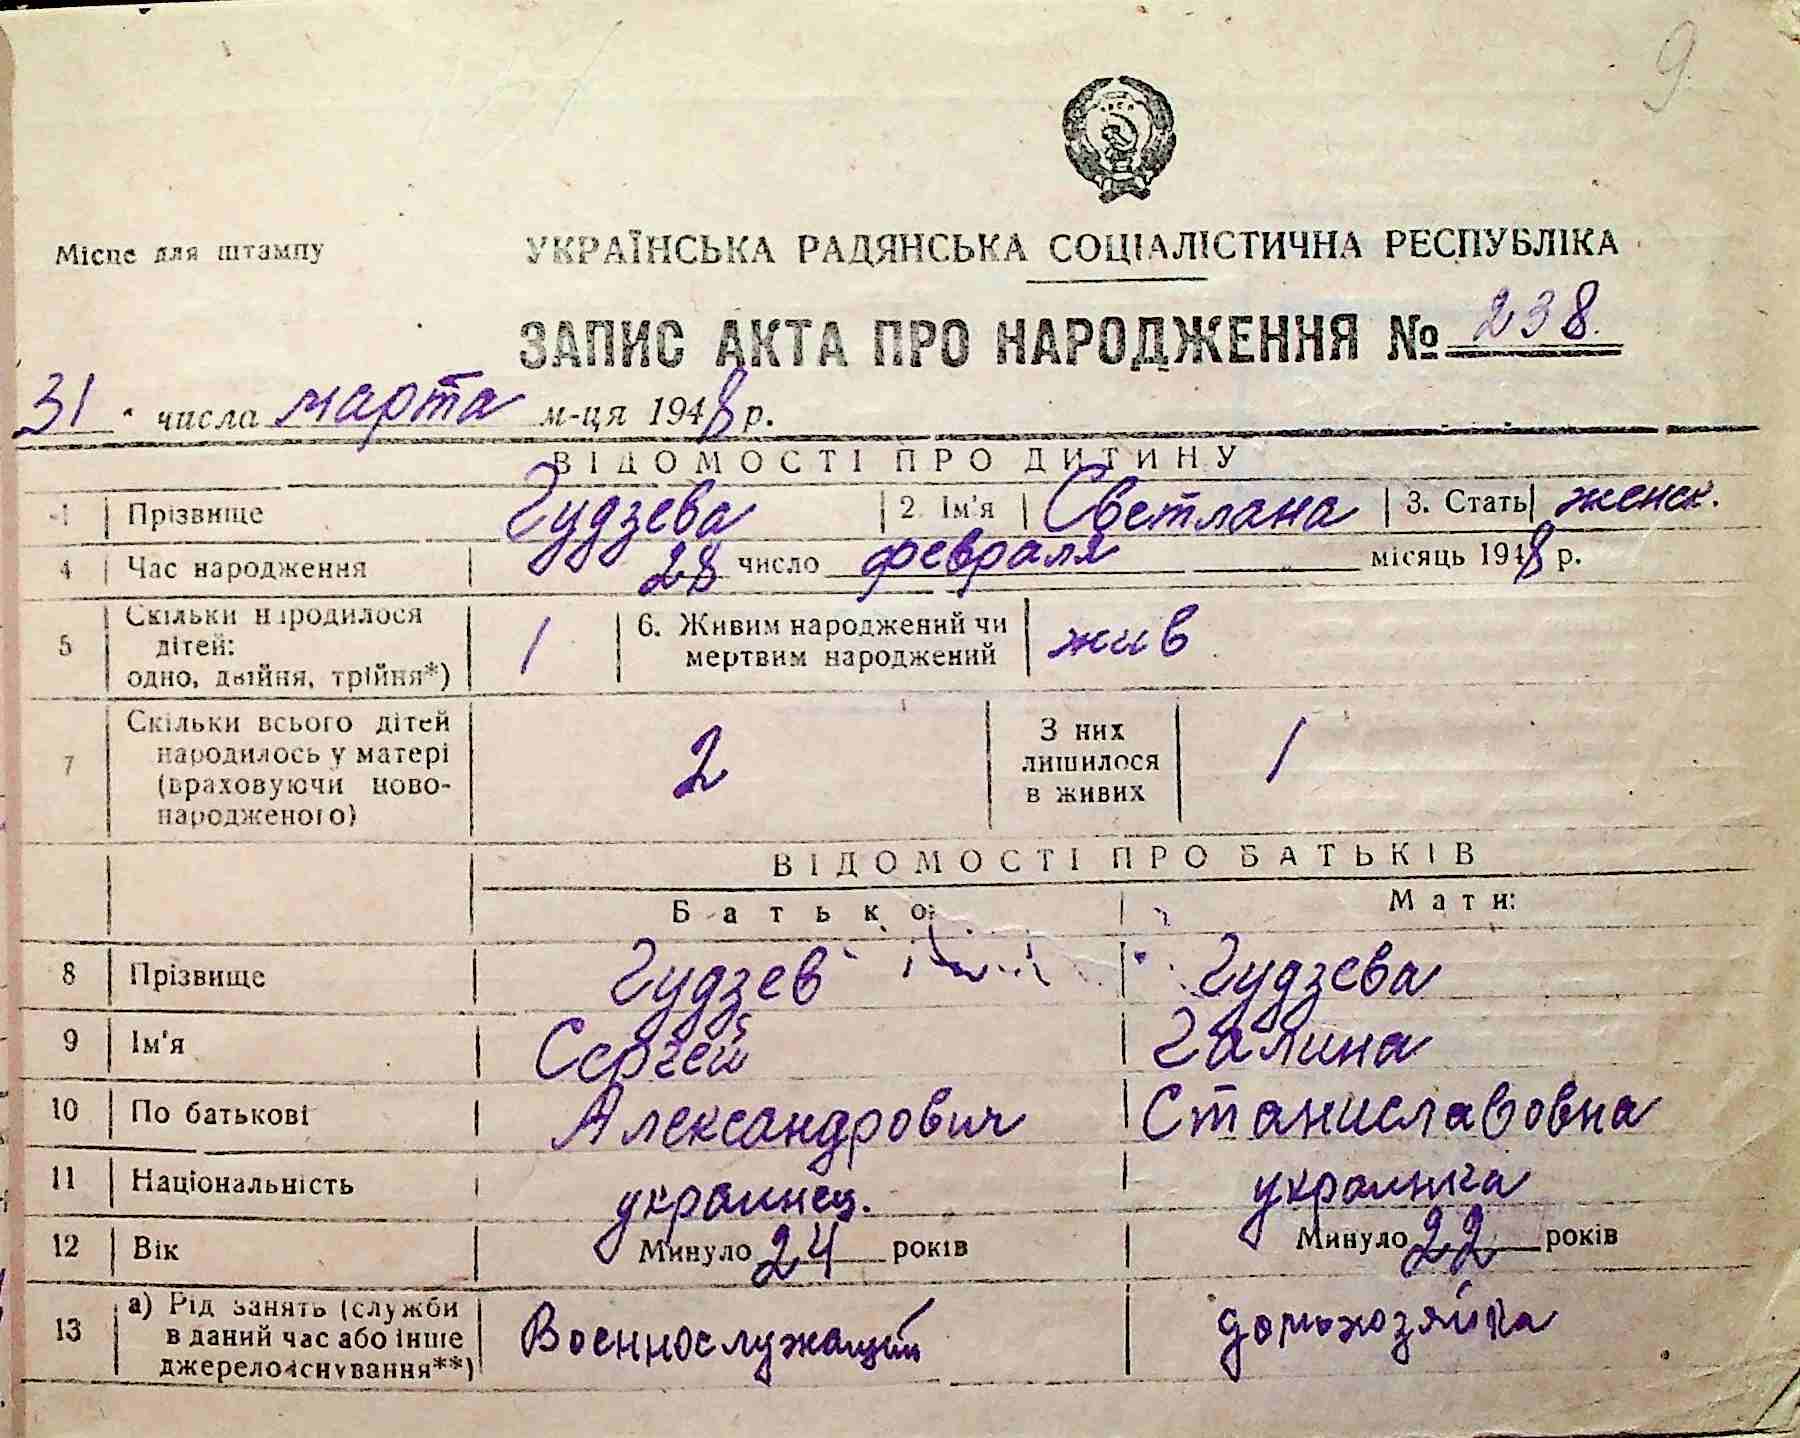 9
Місце для штампу
УКРАЇНСЬКА РАДЯНСЬКА СОЦІАЛІСТИЧНА РЕСПУБЛІКА
ЗАПИС АКТА ПРО НАРОДЖЕННЯ № 238.
31 числа марта м-ця 1948 р.
ВІДОМОСТІ ПРО ДИТИНУ
1 Прізвище Гудзева 2. Ім'я Светлана 3. Стать женск.
4 Час народження 28 число февраля місяць 1948 р.
5 Скільки народилося дітей: одно, двійня, трійня*) 1 6. Живим народжений чи мертвим народжений жив
7 Скільки всього дітей народилось у матері (враховуючи новонародженого) 2 З них лишилося в живих 1
ВІДОМОСТІ ПРО БАТЬКІВ
Батько: Мати:
8 Прізвище Гудзев Гудзева
9 Ім'я Сергей Галина
10 По батькові Александрович Станиславовна
11 Національність украинец. украинка
12 Вік Минуло 24 років Минуло 22 років
13 а) Рід занять (служби в даний час або інше джерело існування**) Военнослужащий домохозяйка